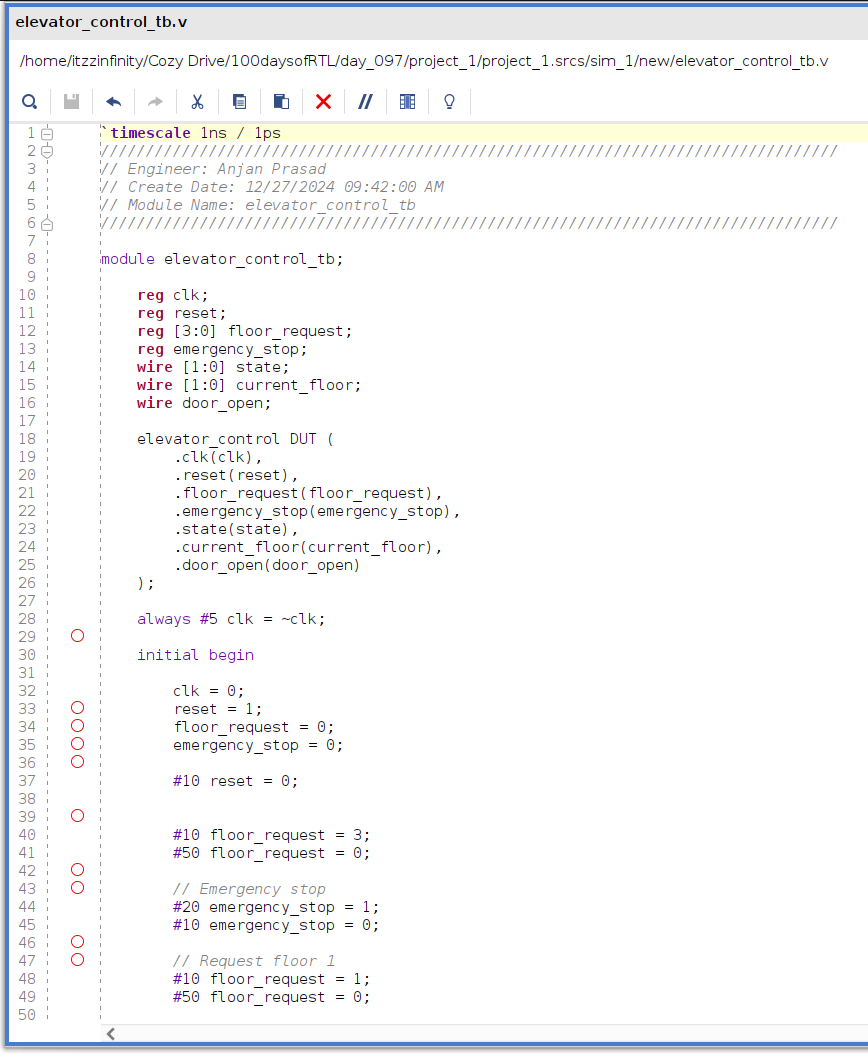 elevator_control_tb.v
/home/itzzinfinity/Cozy Drive/100daysofRTL/day_097/project_1/project_1.srcs/sim_1/new/elevator_control_tb.v
1 `timescale 1ns / 1ps
2 //////////////////////////////////////////////////////////////////////////////////
3 // Engineer: Anjan Prasad
4 // Create Date: 12/27/2024 09:42:00 AM
5 // Module Name: elevator_control_tb
6 //////////////////////////////////////////////////////////////////////////////////
7
8 module elevator_control_tb;
9
10     reg clk;
11     reg reset;
12     reg [3:0] floor_request;
13     reg emergency_stop;
14     wire [1:0] state;
15     wire [1:0] current_floor;
16     wire door_open;
17
18     elevator_control DUT (
19         .clk(clk),
20         .reset(reset),
21         .floor_request(floor_request),
22         .emergency_stop(emergency_stop),
23         .state(state),
24         .current_floor(current_floor),
25         .door_open(door_open)
26     );
27
28     always #5 clk = ~clk;
29
30     initial begin
31
32         clk = 0;
33         reset = 1;
34         floor_request = 0;
35         emergency_stop = 0;
36
37         #10 reset = 0;
38
39
40         #10 floor_request = 3;
41         #50 floor_request = 0;
42
43         // Emergency stop
44         #20 emergency_stop = 1;
45         #10 emergency_stop = 0;
46
47         // Request floor 1
48         #10 floor_request = 1;
49         #50 floor_request = 0;
50